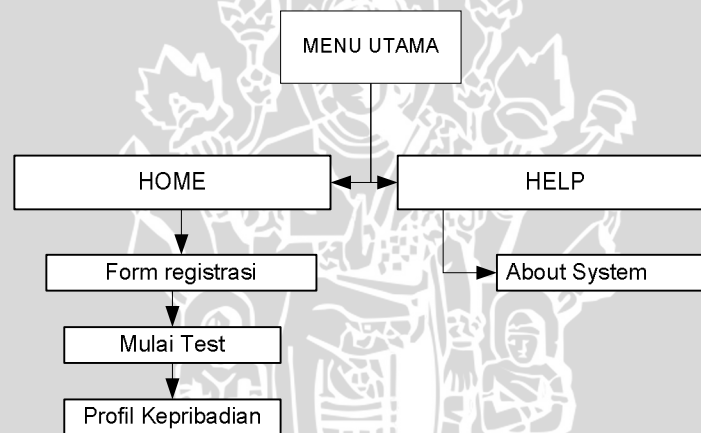 MENU UTAMA
HOME
HELP
Form registrasi
About System
Mulai Test
Profil Kepribadian